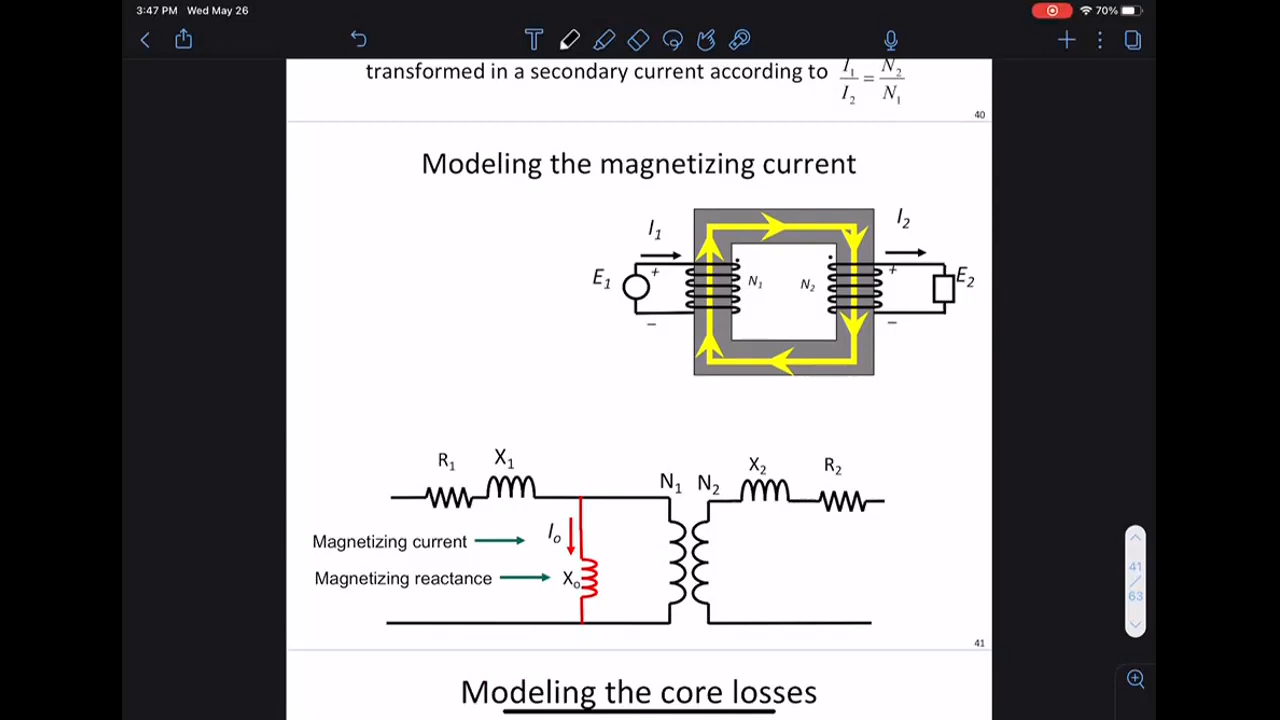 3:47 PM Wed May 26
70%
transformed in a secondary current according to I₁/I₂ = N₂/N₁
40
Modeling the magnetizing current
I₁
I₂
E₁
+
N₁
N₂
+
E₂
−
−
R₁
X₁
N₁ N₂
X₂
R₂
Magnetizing current
Iₒ
Magnetizing reactance
Xₒ
41
/
63
41
Modeling the core losses